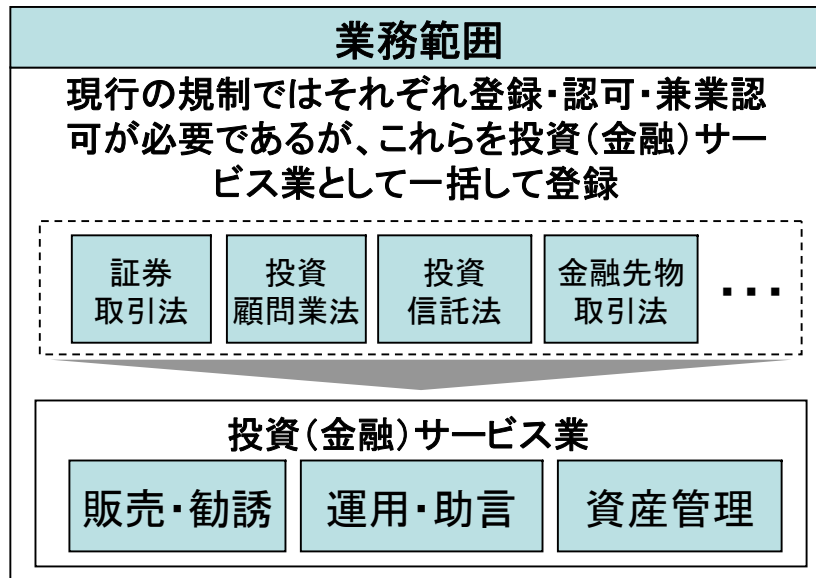 業務範囲
現行の規制ではそれぞれ登録・認可・兼業認
可が必要であるが、これらを投資(金融)サー
ビス業として一括して登録
証券
取引法
投資
顧問業法
投資
信託法
金融先物
取引法
・・・
投資(金融)サービス業
販売・勧誘
運用・助言
資産管理